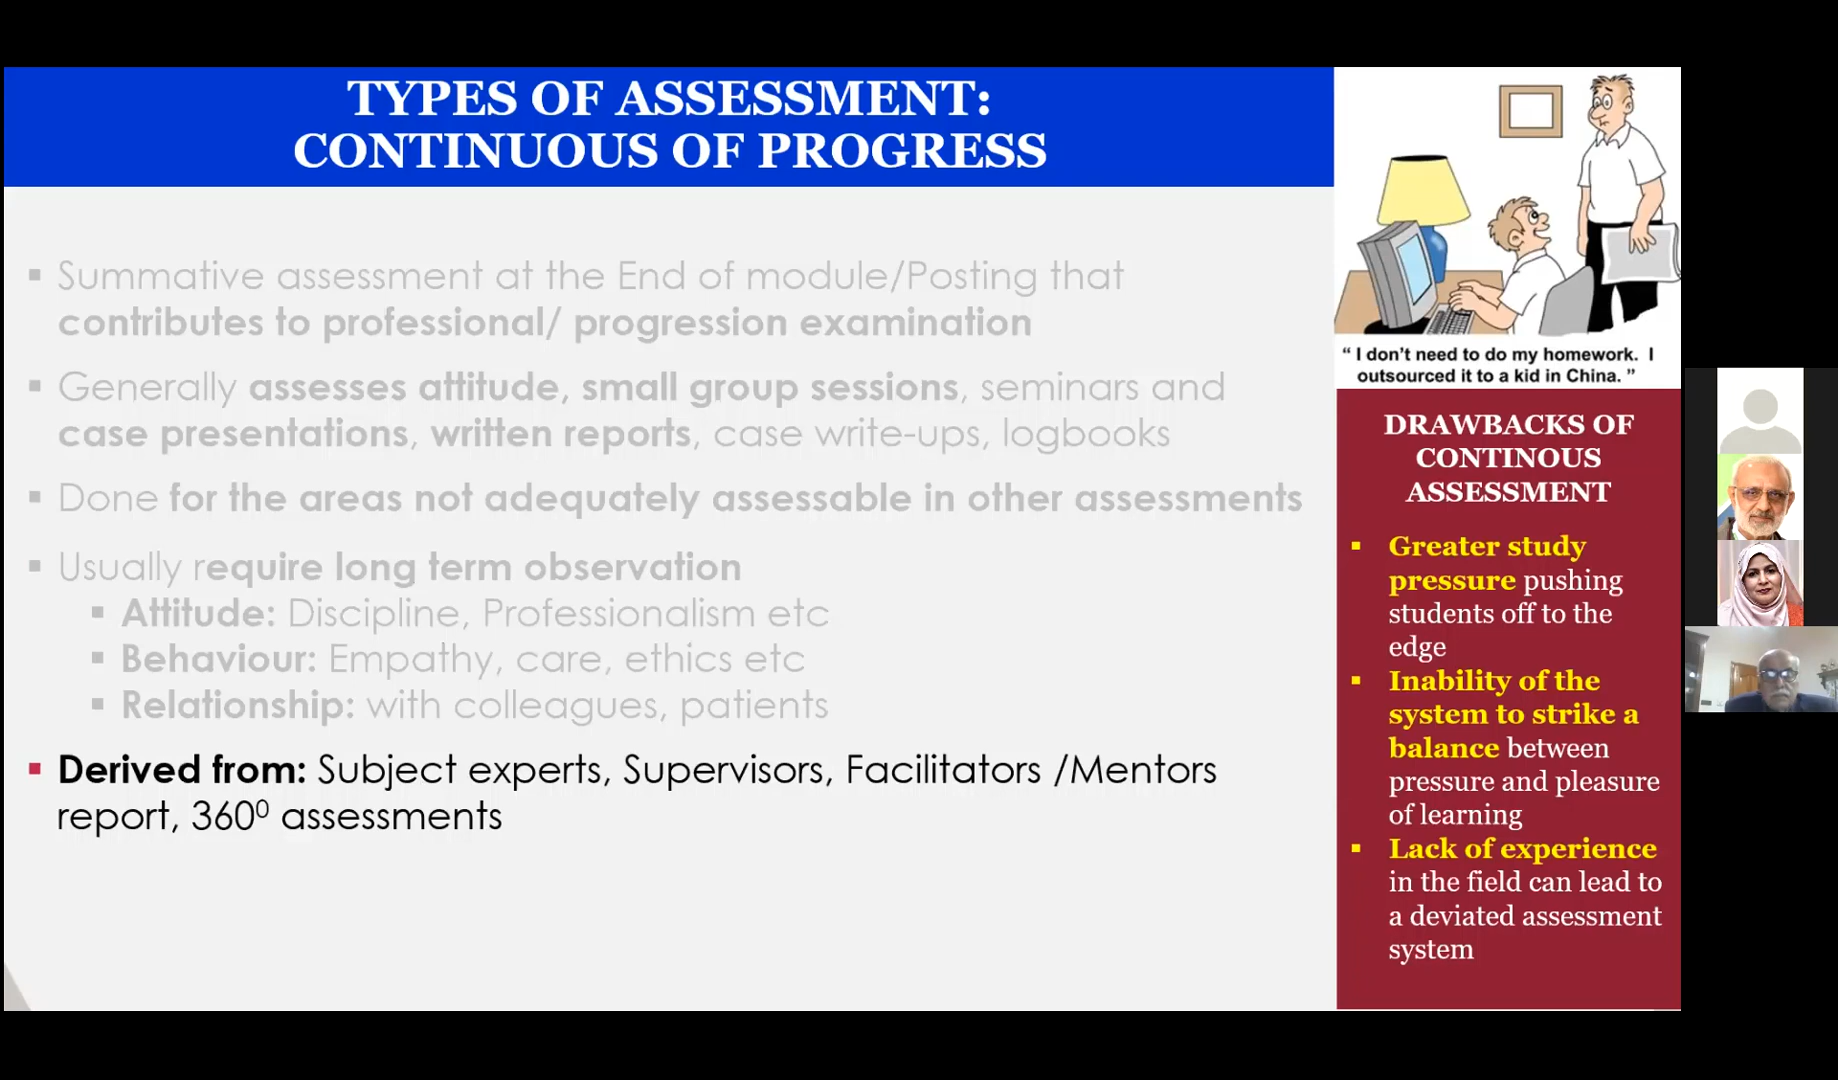 TYPES OF ASSESSMENT:
CONTINUOUS OF PROGRESS
▪ Summative assessment at the End of module/Posting that
contributes to professional/ progression examination
▪ Generally assesses attitude, small group sessions, seminars and
case presentations, written reports, case write-ups, logbooks
▪ Done for the areas not adequately assessable in other assessments
▪ Usually require long term observation
▪ Attitude: Discipline, Professionalism etc
▪ Behaviour: Empathy, care, ethics etc
▪ Relationship: with colleagues, patients
▪ Derived from: Subject experts, Supervisors, Facilitators /Mentors
report, 360⁰ assessments
“ I don’t need to do my homework. I
outsourced it to a kid in China. ”
DRAWBACKS OF
CONTINOUS
ASSESSMENT
▪ Greater study
pressure pushing
students off to the
edge
▪ Inability of the
system to strike a
balance between
pressure and pleasure
of learning
▪ Lack of experience
in the field can lead to
a deviated assessment
system